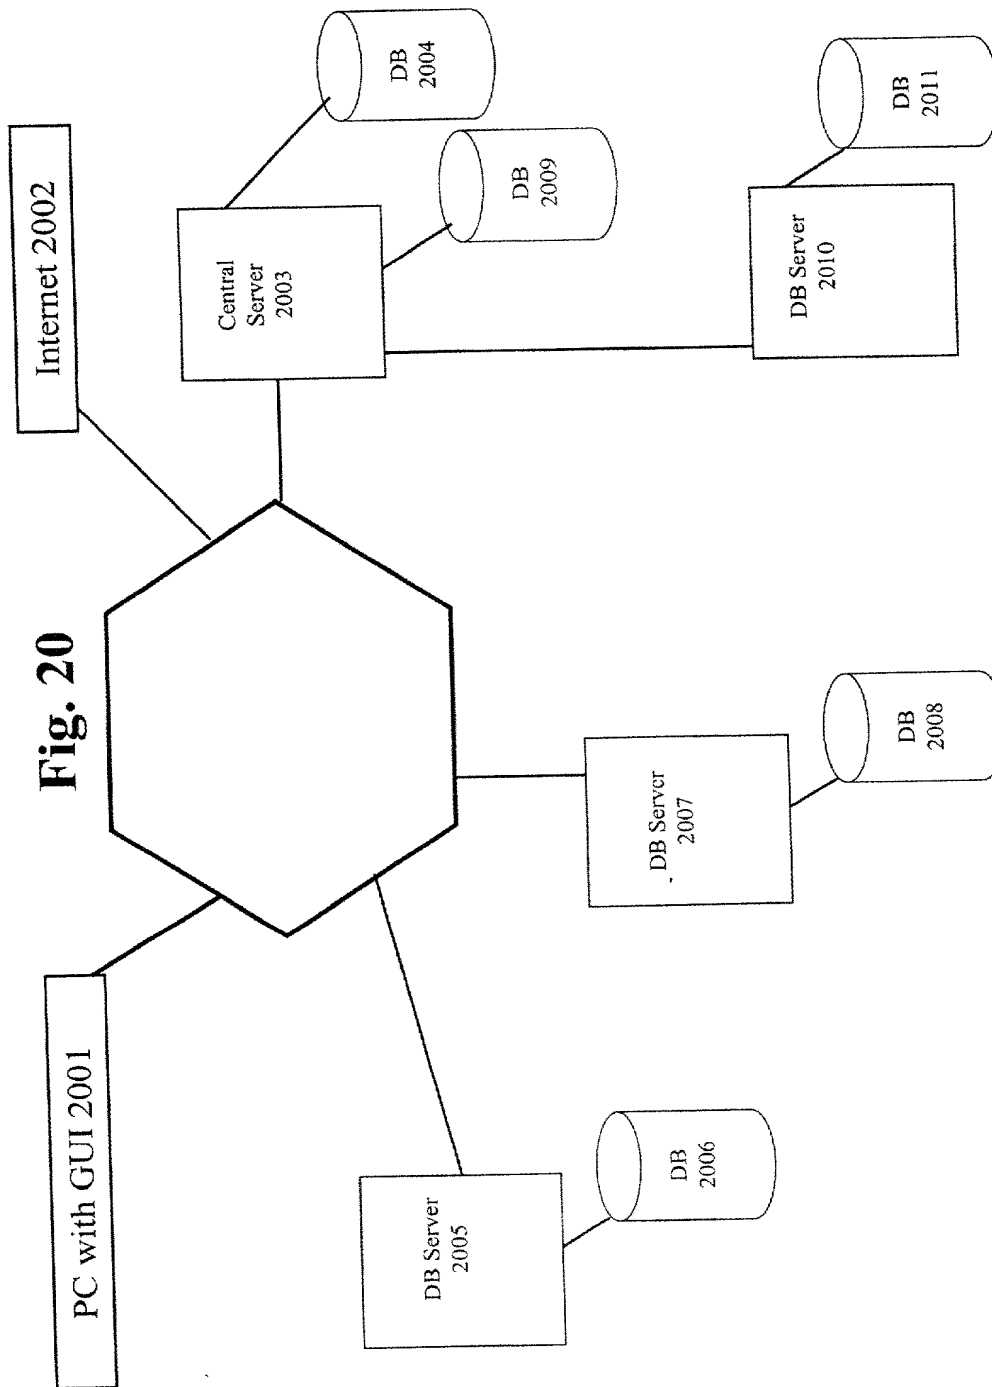 Fig. 20
PC with GUI 2001
Internet 2002
Central
Server
2003
DB
2004
DB Server
2005
DB
2006
DB Server
2007
DB
2008
DB
2009
DB Server
2010
DB
2011